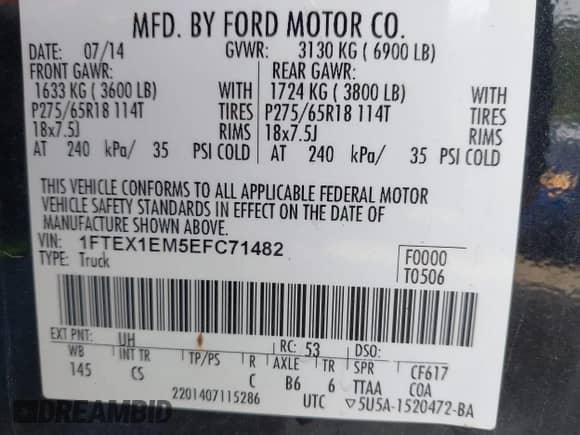 MFD. BY FORD MOTOR CO.
DATE: 07/14 GVWR: 3130 KG ( 6900 LB)
FRONT GAWR: REAR GAWR:
1633 KG ( 3600 LB) WITH 1724 KG ( 3800 LB) WITH
P275/65R18 114T TIRES P275/65R18 114T TIRES
18x7.5J RIMS 18x7.5J RIMS
AT 240 kPa/ 35 PSI COLD AT 240 kPa/ 35 PSI COLD
THIS VEHICLE CONFORMS TO ALL APPLICABLE FEDERAL MOTOR
VEHICLE SAFETY STANDARDS IN EFFECT ON THE DATE OF
MANUFACTURE SHOWN ABOVE.
VIN: 1FTEX1EM5EFC71482 F0000
TYPE: Truck T0506
EXT PNT: UH RC: 53 DSO:
WB INT TR TP/PS R AXLE TR SPR CF617
145 CS C B6 6 TTAA COA
2201407115286 UTC ▽5U5A-1520472-BA
DREAMBID